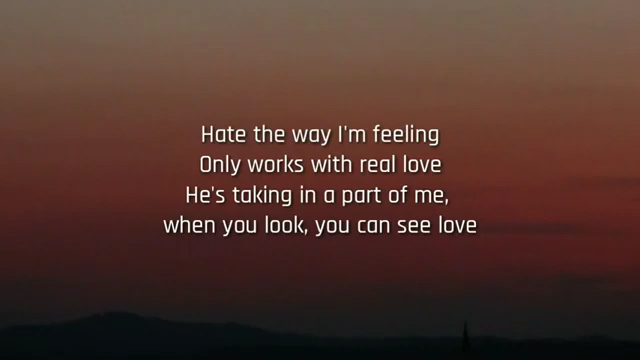 Hate the way I'm feeling
Only works with real love
He's taking in a part of me,
when you look, you can see love